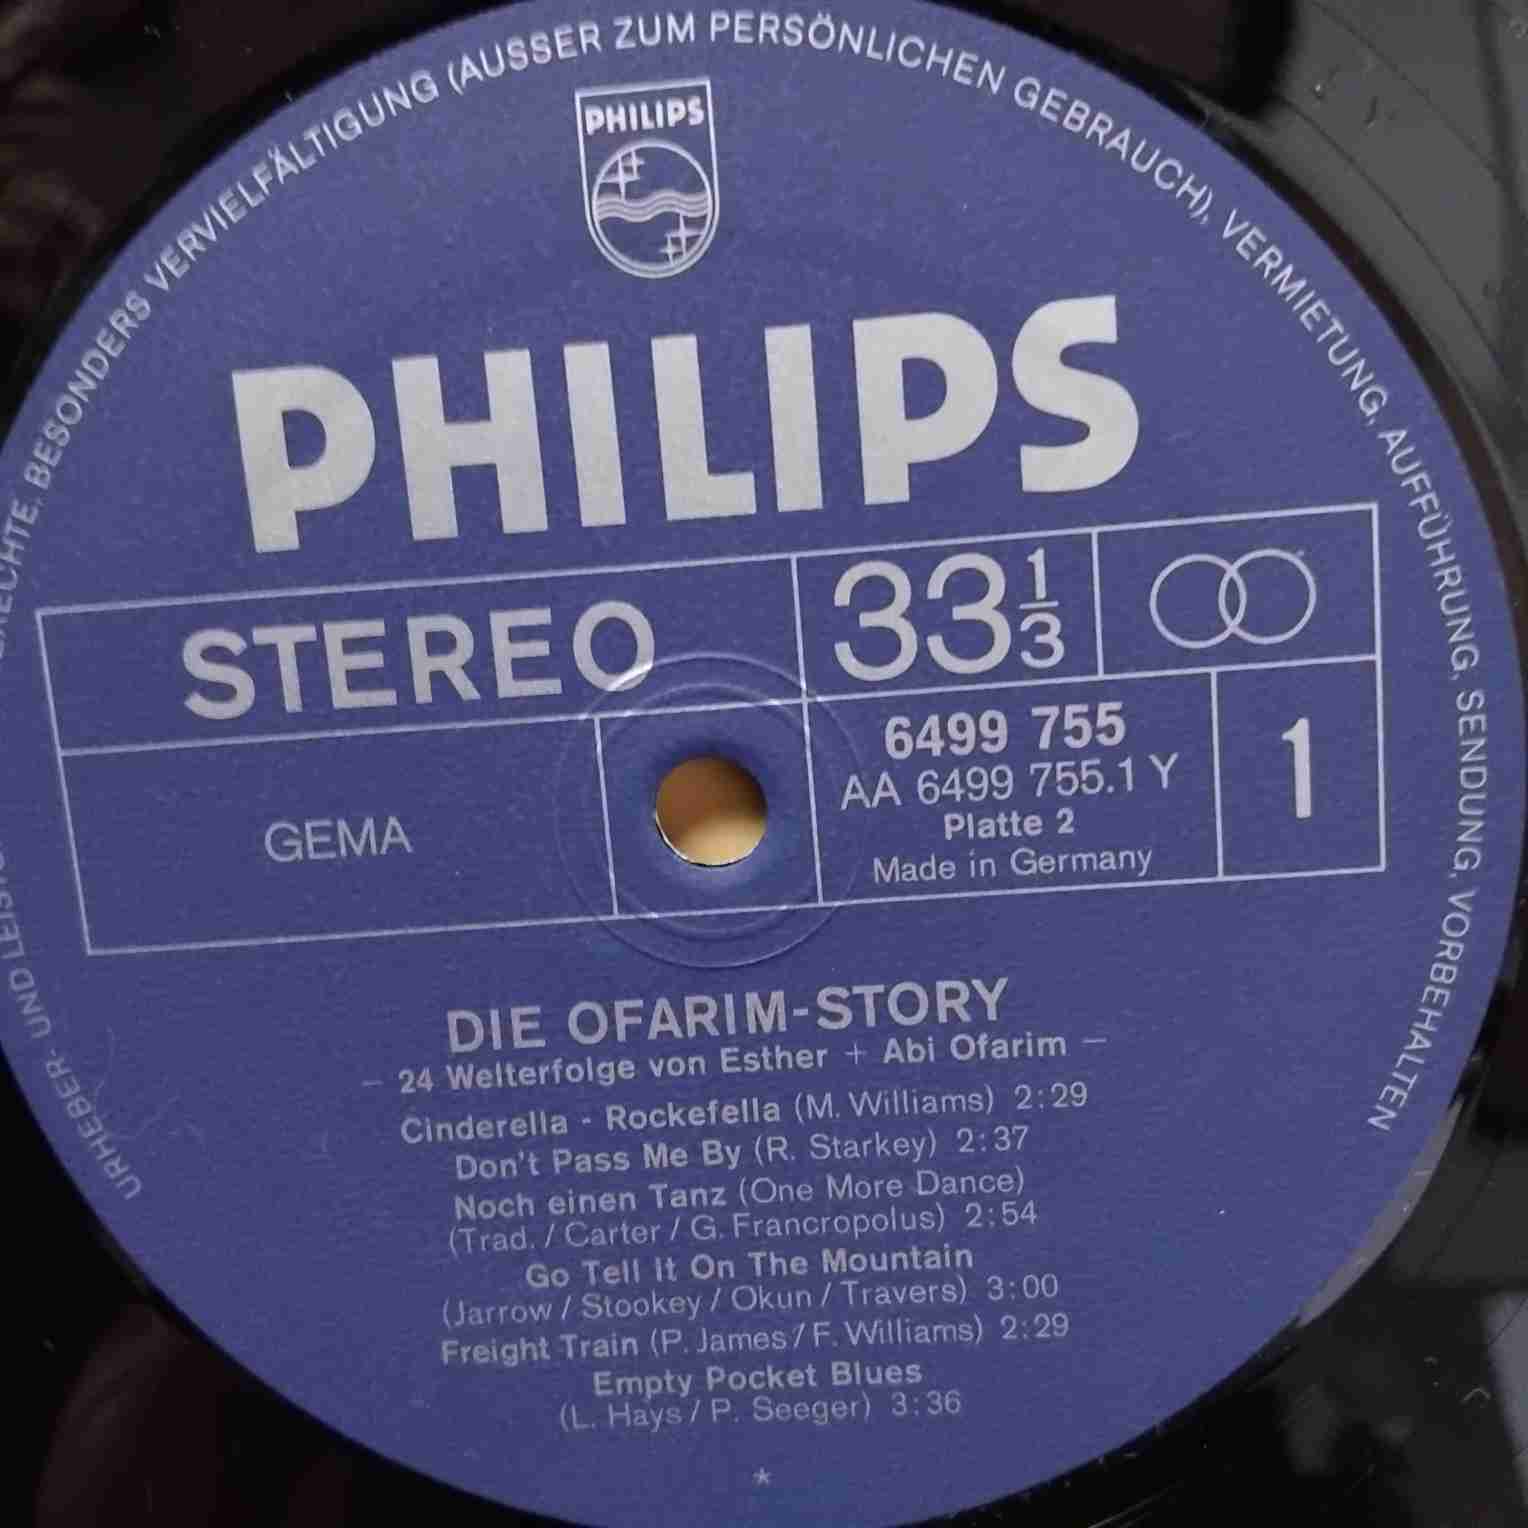 URHEBER- UND
RECHTE, BESONDERS VERVIELFÄLTIGUNG (AUSSER ZUM PERSÖNLICHEN GEBRAUCH), VERMIETUNG, AUFFÜHRUNG, SENDUNG, VORBEHALTEN
PHILIPS
PHILIPS
STEREO
33 1/3
GEMA
6499 755
AA 6499 755.1 Y
Platte 2
Made in Germany
1
DIE OFARIM-STORY
- 24 Welterfolge von Esther + Abi Ofarim -
Cinderella - Rockefella (M. Williams) 2:29
Don't Pass Me By (R. Starkey) 2:37
Noch einen Tanz (One More Dance)
(Trad. / Carter / G. Francropolus) 2:54
Go Tell It On The Mountain
(Jarrow / Stookey / Okun / Travers) 3:00
Freight Train (P. James / F. Williams) 2:29
Empty Pocket Blues
(L. Hays / P. Seeger) 3:36
*